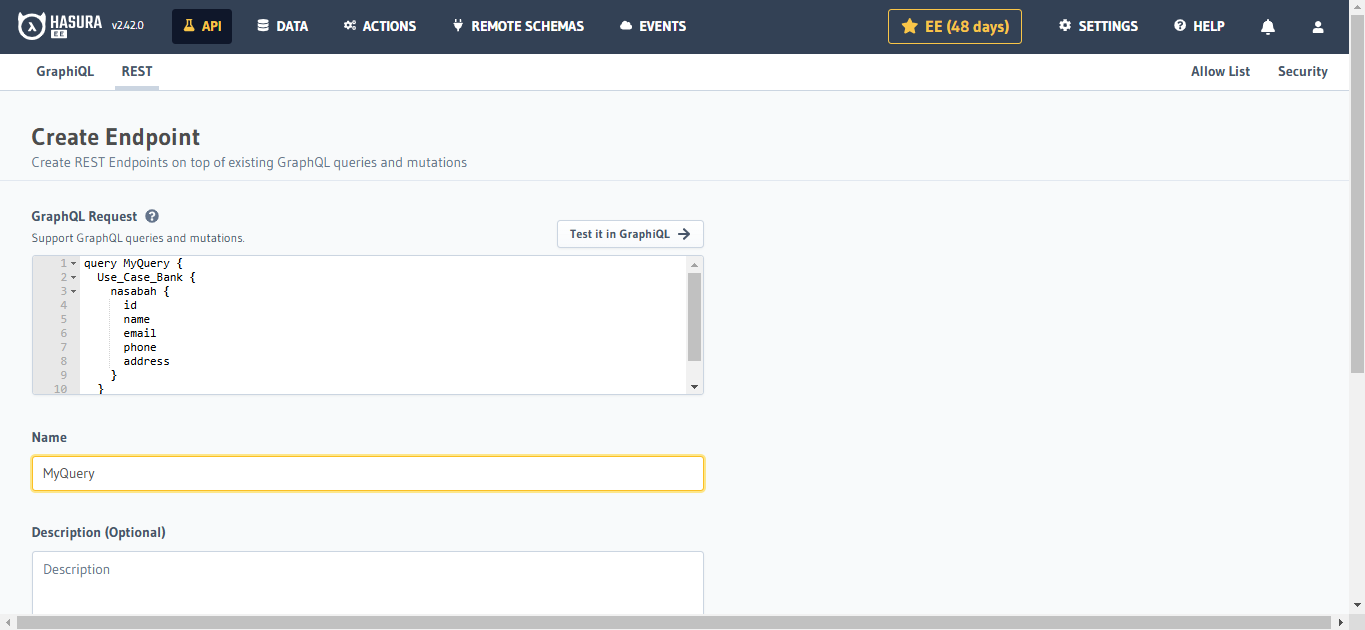 HASURA EE v2.42.0 API DATA ACTIONS REMOTE SCHEMAS EVENTS EE (48 days) SETTINGS HELP
GraphiQL REST Allow List Security
Create Endpoint
Create REST Endpoints on top of existing GraphQL queries and mutations
GraphQL Request ?
Support GraphQL queries and mutations.
Test it in GraphiQL →
1 query MyQuery {
2 Use_Case_Bank {
3 nasabah {
4 id
5 name
6 email
7 phone
8 address
9 }
10 }
Name
MyQuery
Description (Optional)
Description